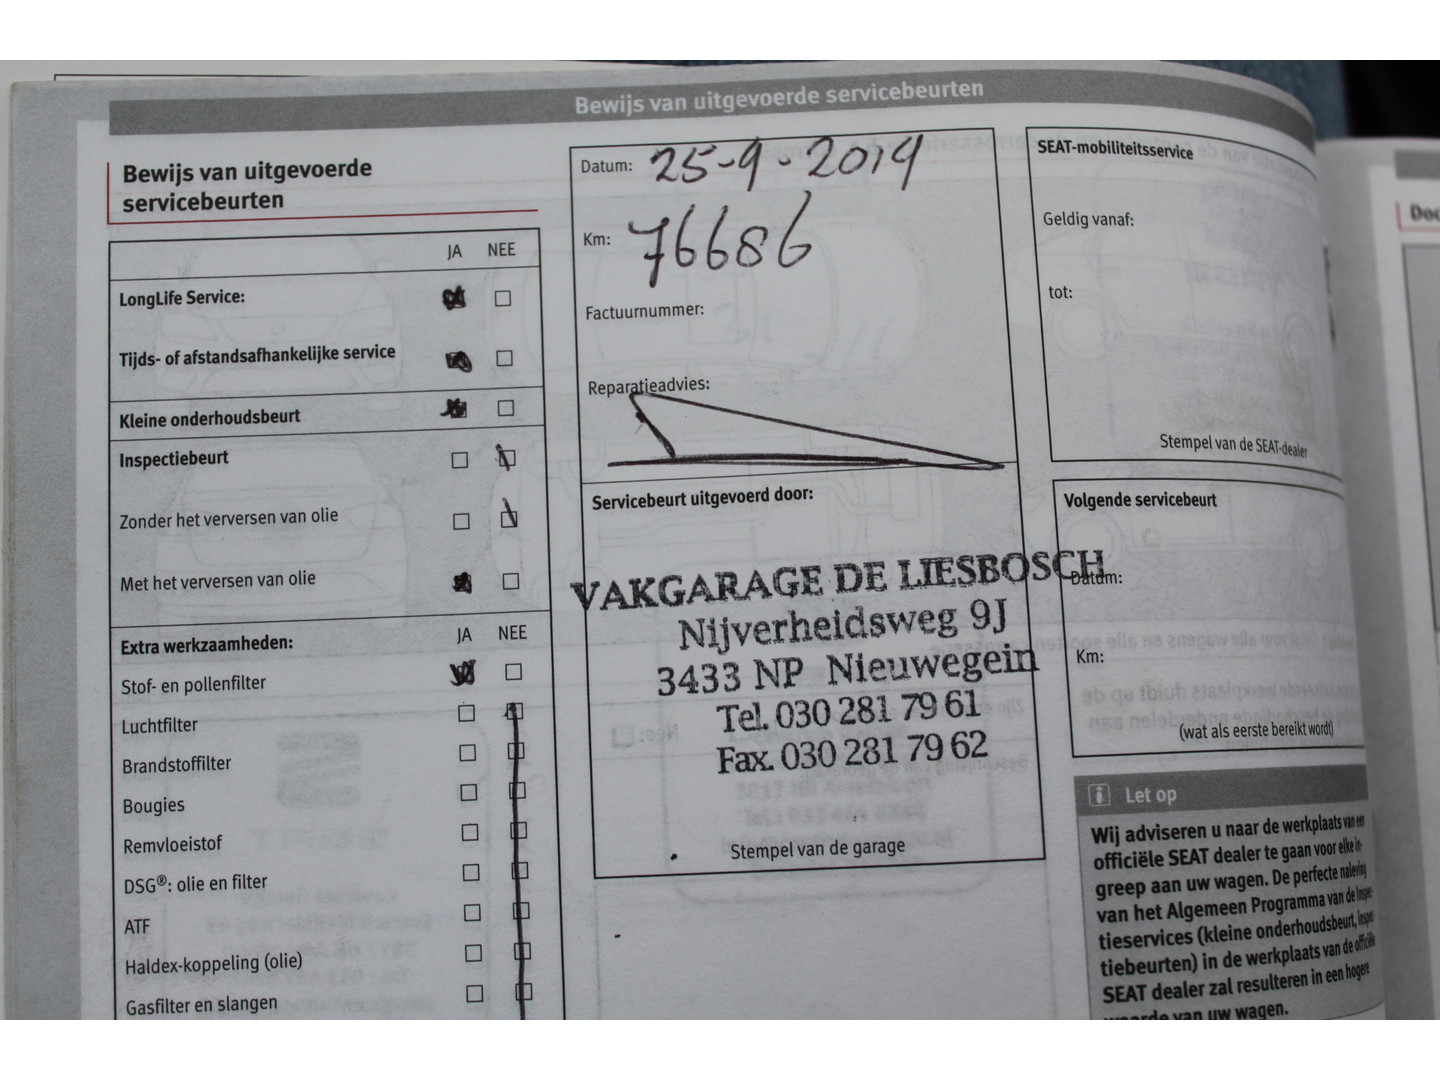 Bewijs van uitgevoerde servicebeurten
Bewijs van uitgevoerde
servicebeurten
JA NEE
LongLife Service:
Tijds- of afstandsafhankelijke service
Kleine onderhoudsbeurt
Inspectiebeurt
Zonder het verversen van olie
Met het verversen van olie
Extra werkzaamheden: JA NEE
Stof- en pollenfilter
Luchtfilter
Brandstoffilter
Bougies
Remvloeistof
DSG®: olie en filter
ATF
Haldex-koppeling (olie)
Gasfilter en slangen
Datum: 25-9-2019
Km: 76686
Factuurnummer:
Reparatieadvies:
Servicebeurt uitgevoerd door:
VAKGARAGE DE LIESBOSCH
Nijverheidsweg 9J
3433 NP Nieuwegein
Tel. 030 281 79 61
Fax. 030 281 79 62
Stempel van de garage
SEAT-mobiliteitsservice
Geldig vanaf:
tot:
Stempel van de SEAT-dealer
Volgende servicebeurt
Datum:
Km:
(wat als eerste bereikt wordt)
i Let op
Wij adviseren u naar de werkplaats van een
officiële SEAT dealer te gaan voor elke in-
greep aan uw wagen. De perfecte naleving
van het Algemeen Programma van de Inspec-
tieservices (kleine onderhoudsbeurt, inspec-
tiebeurten) in de werkplaats van de officiële
SEAT dealer zal resulteren in een hogere
waarde van uw wagen.